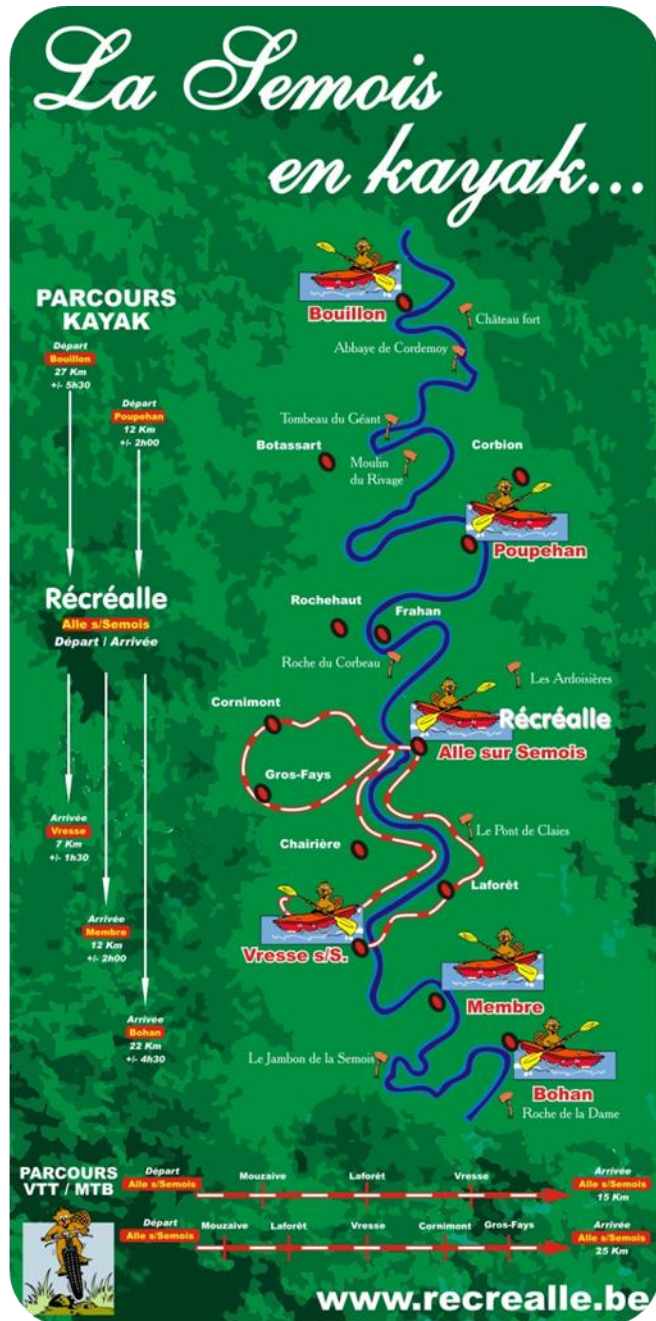 La Semois
en kayak...
PARCOURS
KAYAK
Départ
Bouillon
27 Km
+/- 5h30
Départ
Poupehan
12 Km
+/- 2h00
Récréalle
Alle s/Semois
Départ / Arrivée
Arrivée
Vresse
7 Km
+/- 1h30
Arrivée
Membre
12 Km
+/- 2h00
Arrivée
Bohan
22 Km
+/- 4h30
Bouillon
Château fort
Abbaye de Cordemoy
Tombeau du Géant
Botassart
Moulin
du Rivage
Corbion
Poupehan
Rochehaut
Frahan
Roche du Corbeau
Les Ardoisières
Cornimont
Récréalle
Alle sur Semois
Gros-Fays
Le Pont de Claies
Chairière
Laforêt
Vresse s/S.
Membre
Le Jambon de la Semois
Bohan
Roche de la Dame
PARCOURS
VTT / MTB
Départ
Alle s/Semois
Mouzaive
Laforêt
Vresse
Arrivée
Alle s/Semois
15 Km
Départ
Alle s/Semois
Mouzaive
Laforêt
Vresse
Cornimont
Gros-Fays
Arrivée
Alle s/Semois
25 Km
www.recrealle.be